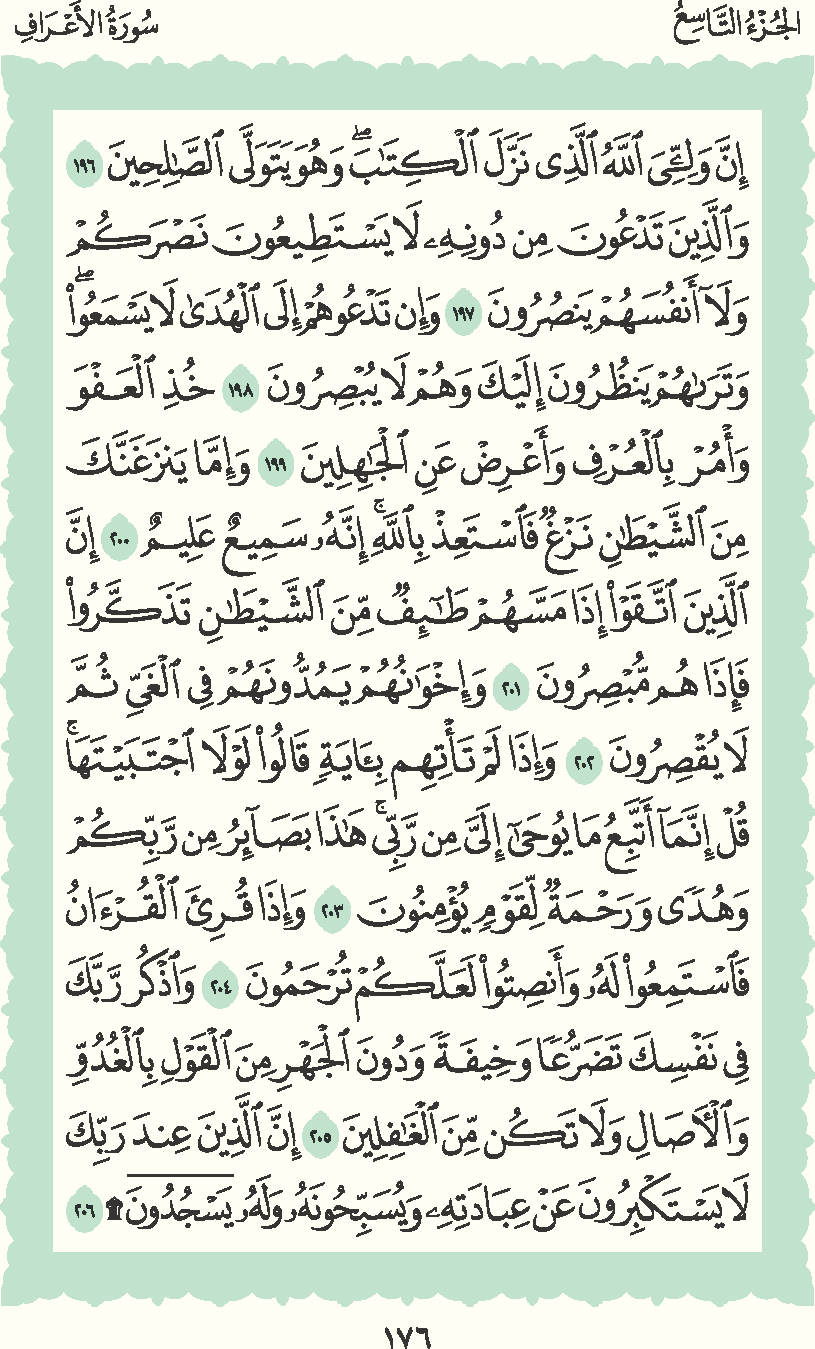 الجُزْءُ التَّاسِعُ
سُورَةُ الأَعْرَافِ
إِنَّ وَلِـِّۧيَ ٱللَّهُ ٱلَّذِى نَزَّلَ ٱلْكِتَٰبَ ۖ وَهُوَ يَتَوَلَّى ٱلصَّٰلِحِينَ ١٩٦
وَٱلَّذِينَ تَدْعُونَ مِن دُونِهِۦ لَا يَسْتَطِيعُونَ نَصْرَكُمْ
وَلَآ أَنفُسَهُمْ يَنصُرُونَ ١٩٧ وَإِن تَدْعُوهُمْ إِلَى ٱلْهُدَىٰ لَا يَسْمَعُوا۟ ۖ
وَتَرَىٰهُمْ يَنظُرُونَ إِلَيْكَ وَهُمْ لَا يُبْصِرُونَ ١٩٨ خُذِ ٱلْعَفْوَ
وَأْمُرْ بِٱلْعُرْفِ وَأَعْرِضْ عَنِ ٱلْجَٰهِلِينَ ١٩٩ وَإِمَّا يَنزَغَنَّكَ
مِنَ ٱلشَّيْطَٰنِ نَزْغٌ فَٱسْتَعِذْ بِٱللَّهِ ۚ إِنَّهُۥ سَمِيعٌ عَلِيمٌ ٢٠٠ إِنَّ
ٱلَّذِينَ ٱتَّقَوْا۟ إِذَا مَسَّهُمْ طَٰٓئِفٌ مِّنَ ٱلشَّيْطَٰنِ تَذَكَّرُوا۟
فَإِذَا هُم مُّبْصِرُونَ ٢٠١ وَإِخْوَٰنُهُمْ يَمُدُّونَهُمْ فِى ٱلْغَىِّ ثُمَّ
لَا يُقْصِرُونَ ٢٠٢ وَإِذَا لَمْ تَأْتِهِم بِـَٔايَةٍ قَالُوا۟ لَوْلَا ٱجْتَبَيْتَهَا ۚ
قُلْ إِنَّمَآ أَتَّبِعُ مَا يُوحَىٰٓ إِلَىَّ مِن رَّبِّى ۚ هَٰذَا بَصَآئِرُ مِن رَّبِّكُمْ
وَهُدًى وَرَحْمَةٌ لِّقَوْمٍ يُؤْمِنُونَ ٢٠٣ وَإِذَا قُرِئَ ٱلْقُرْءَانُ
فَٱسْتَمِعُوا۟ لَهُۥ وَأَنصِتُوا۟ لَعَلَّكُمْ تُرْحَمُونَ ٢٠٤ وَٱذْكُر رَّبَّكَ
فِى نَفْسِكَ تَضَرُّعًا وَخِيفَةً وَدُونَ ٱلْجَهْرِ مِنَ ٱلْقَوْلِ بِٱلْغُدُوِّ
وَٱلْءَاصَالِ وَلَا تَكُن مِّنَ ٱلْغَٰفِلِينَ ٢٠٥ إِنَّ ٱلَّذِينَ عِندَ رَبِّكَ
لَا يَسْتَكْبِرُونَ عَنْ عِبَادَتِهِۦ وَيُسَبِّحُونَهُۥ وَلَهُۥ يَسْجُدُونَ ۩ ٢٠٦
١٧٦